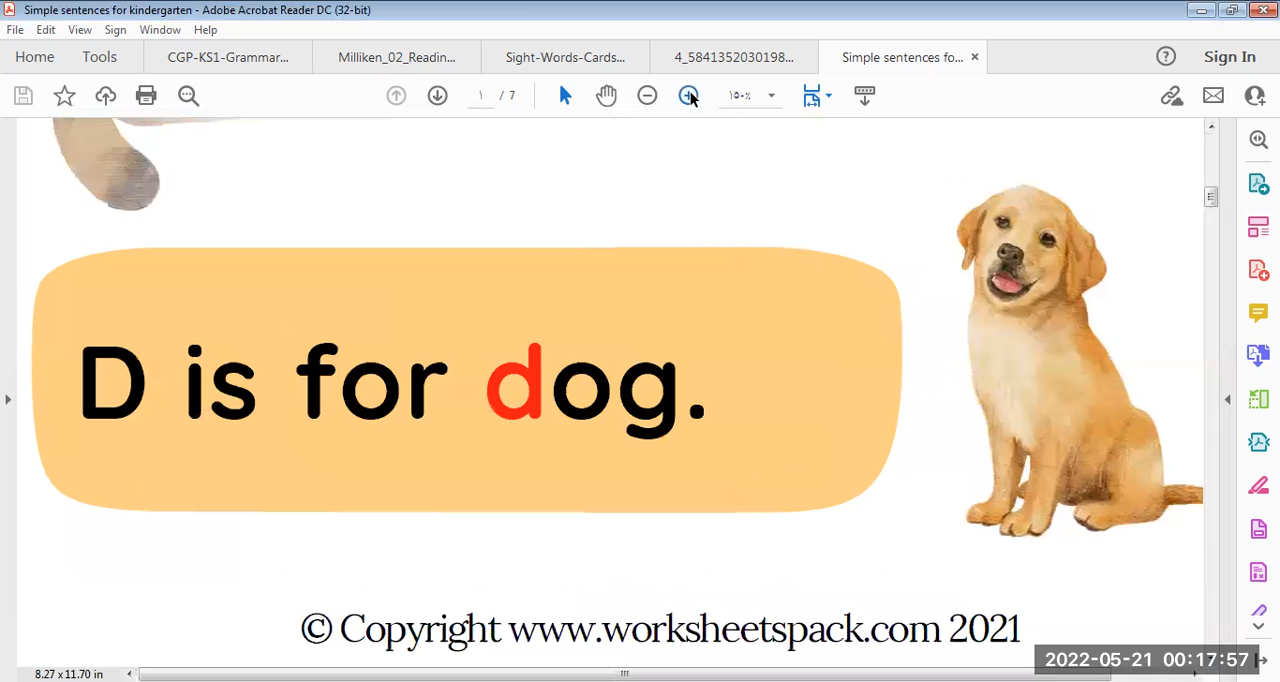 Simple sentences for kindergarten - Adobe Acrobat Reader DC (32-bit)
File Edit View Sign Window Help
Home Tools CGP-KS1-Grammar... Milliken_02_Readin... Sight-Words-Cards... 4_5841352030198... Simple sentences fo... × ? Sign In
١ / 7 ١٥٠٪
D is for dog.
© Copyright www.worksheetspack.com 2021
8.27 x 11.70 in
2022-05-21 00:17:57